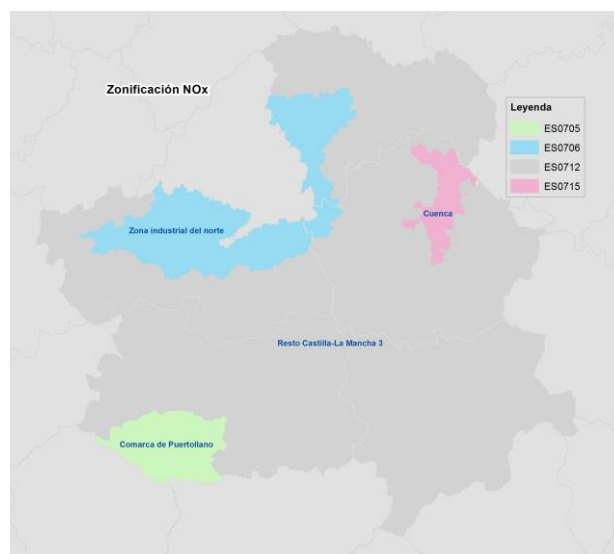 Zonificación NOx
Leyenda
ES0705
ES0706
ES0712
ES0715
Cuenca
Zona industrial del norte
Resto Castilla-La Mancha 3
Comarca de Puertollano